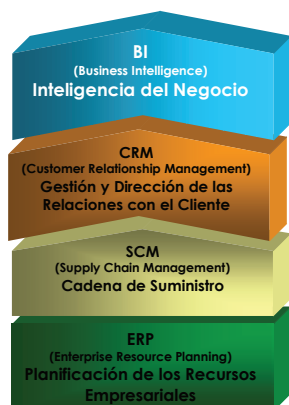 BI
(Business Intelligence)
Inteligencia del Negocio
CRM
(Customer Relationship Management)
Gestión y Dirección de las
Relaciones con el Cliente
SCM
(Supply Chain Management)
Cadena de Suministro
ERP
(Enterprise Resource Planning)
Planificación de los Recursos
Empresariales